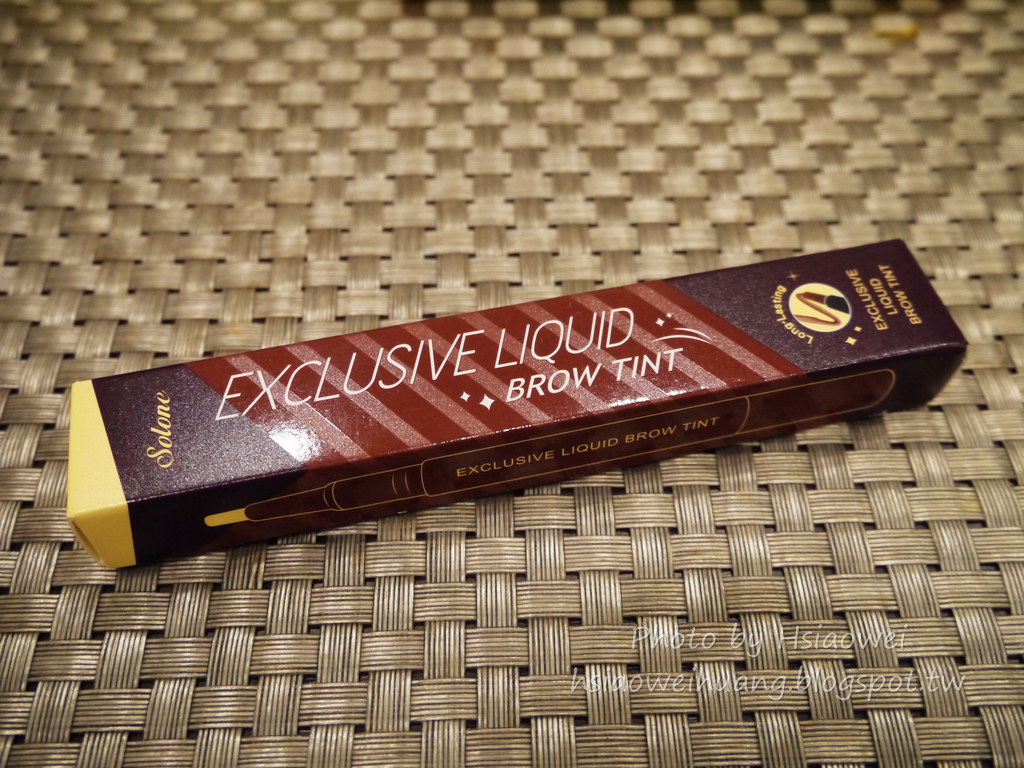 Solone
EXCLUSIVE LIQUID
BROW TINT
Long-Lasting
EXCLUSIVE
LIQUID
BROW TINT
EXCLUSIVE LIQUID BROW TINT
Photo by Hsiaowei
hsiaoweihuang.blogspot.tw